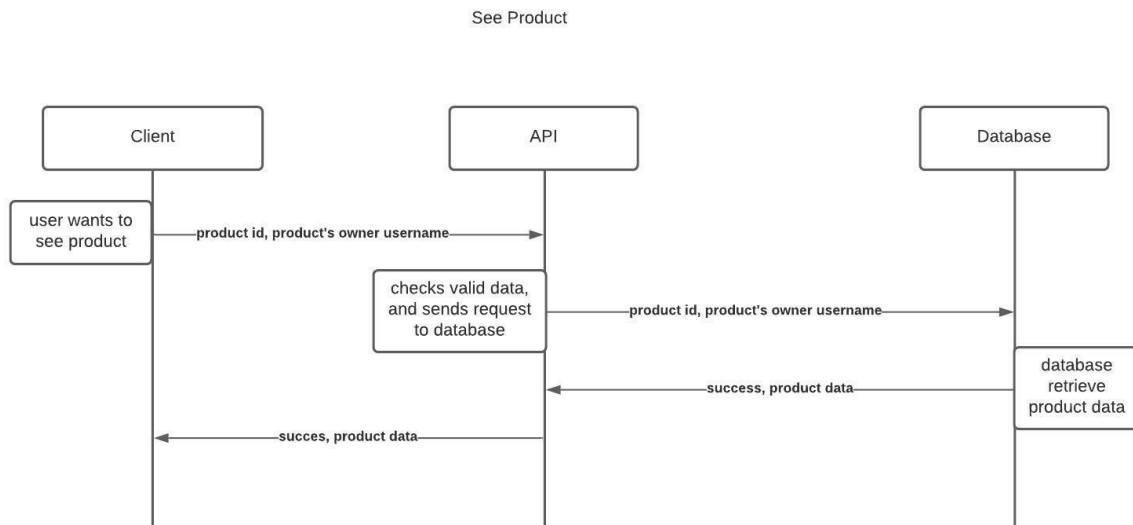 See Product
Client
API
Database
user wants to
see product
product id, product's owner username
checks valid data,
and sends request
to database
product id, product's owner username
database
retrieve
product data
success, product data
succes, product data